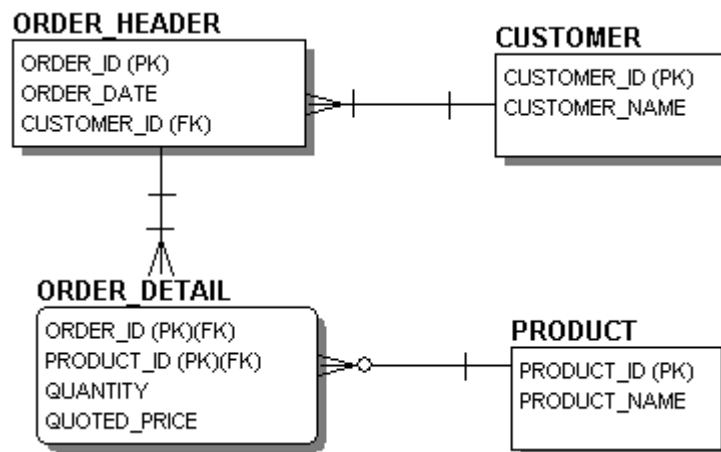 ORDER_HEADER
ORDER_ID (PK)
ORDER_DATE
CUSTOMER_ID (FK)
CUSTOMER
CUSTOMER_ID (PK)
CUSTOMER_NAME
ORDER_DETAIL
ORDER_ID (PK)(FK)
PRODUCT_ID (PK)(FK)
QUANTITY
QUOTED_PRICE
PRODUCT
PRODUCT_ID (PK)
PRODUCT_NAME